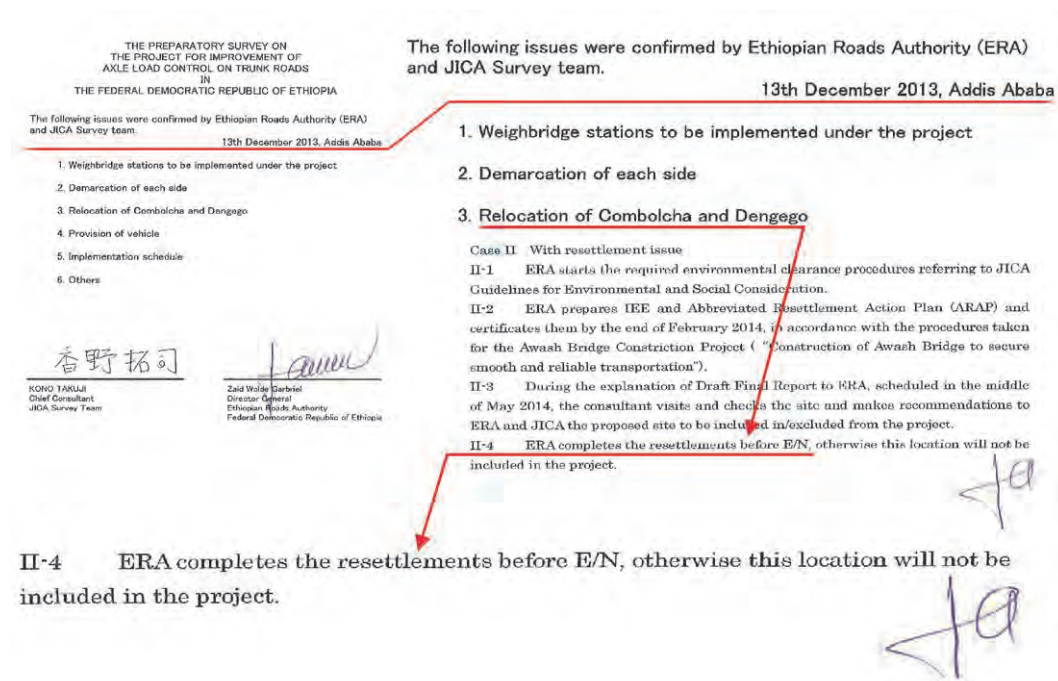 THE PREPARATORY SURVEY ON
THE PROJECT FOR IMPROVEMENT OF
AXLE LOAD CONTROL ON TRUNK ROADS
IN
THE FEDERAL DEMOCRATIC REPUBLIC OF ETHIOPIA
The following issues were confirmed by Ethiopian Roads Authority (ERA)
and JICA Survey team.
13th December 2013, Addis Ababa
1. Weighbridge stations to be implemented under the project
2. Demarcation of each side
3. Relocation of Combolcha and Dengego
4. Provision of vehicle
5. Implementation schedule
6. Others
香野拓司
KONO TAKUJI
Chief Consultant
JICA Survey Team
Zaid Wolde Gerbriel
Director General
Ethiopian Roads Authority
Federal Democratic Republic of Ethiopia
The following issues were confirmed by Ethiopian Roads Authority (ERA)
and JICA Survey team.
13th December 2013, Addis Ababa
1. Weighbridge stations to be implemented under the project
2. Demarcation of each side
3. Relocation of Combolcha and Dengego
Case II With resettlement issue
II-1 ERA starts the required environmental clearance procedures referring to JICA
Guidelines for Environmental and Social Consideration.
II-2 ERA prepares IEE and Abbreviated Resettlement Action Plan (ARAP) and
certificates them by the end of February 2014, in accordance with the procedures taken
for the Awash Bridge Constriction Project ( "Construction of Awash Bridge to secure
smooth and reliable transportation").
II-3 During the explanation of Draft Final Report to ERA, scheduled in the middle
of May 2014, the consultant visits and checks the site and makes recommendations to
ERA and JICA the proposed site to be included in/excluded from the project.
II-4 ERA completes the resettlements before E/N, otherwise this location will not be
included in the project.
II-4 ERA completes the resettlements before E/N, otherwise this location will not be
included in the project.